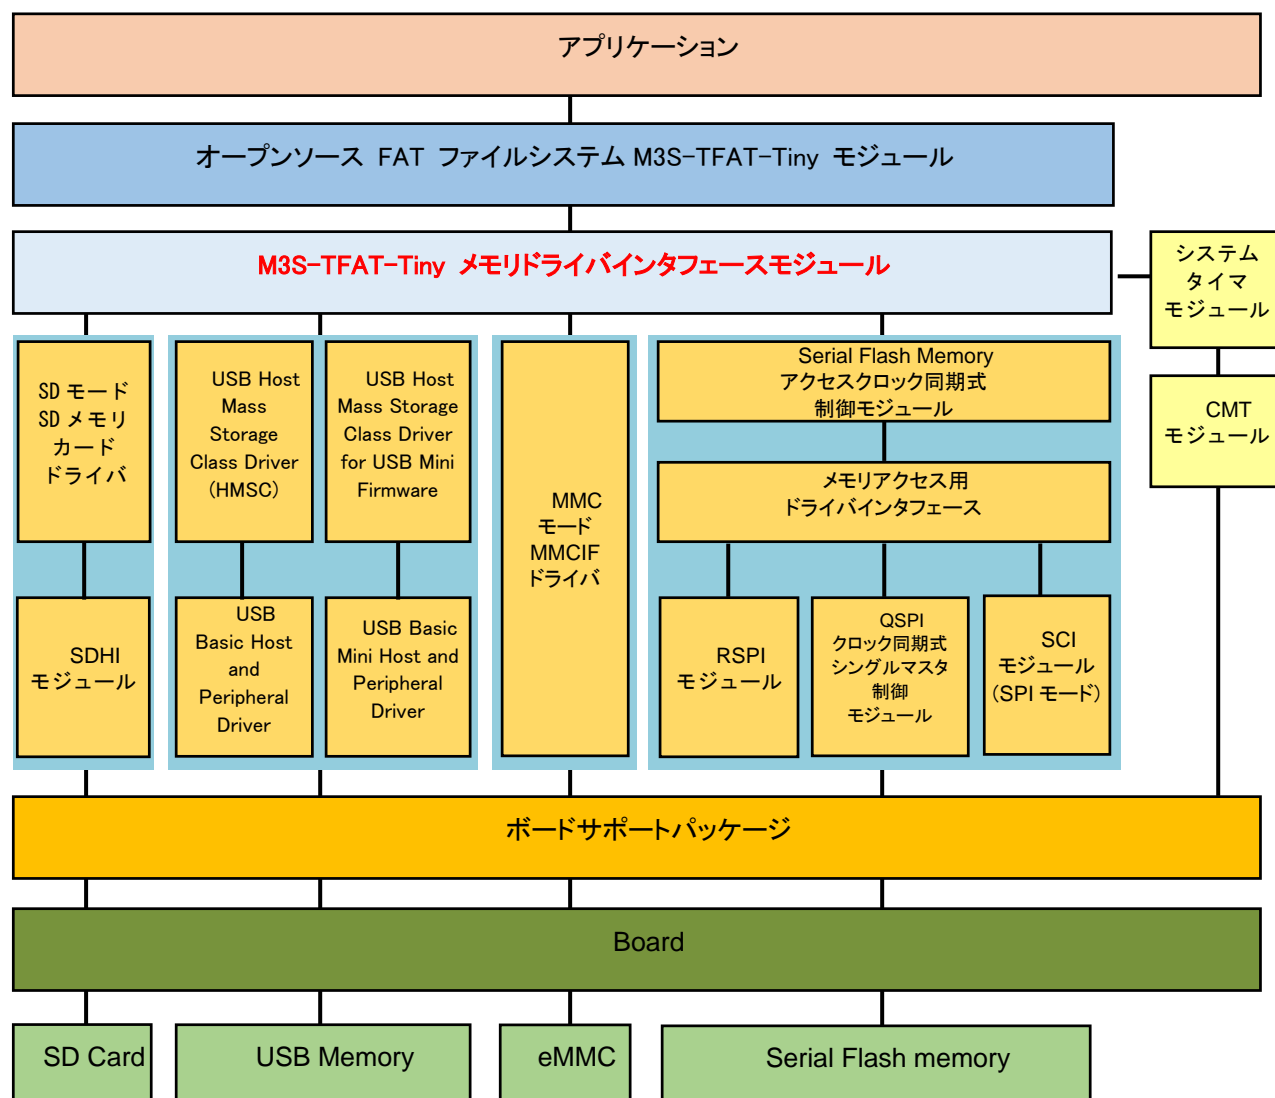 アプリケーション
オープンソース FAT ファイルシステム M3S-TFAT-Tiny モジュール
M3S-TFAT-Tiny メモリドライバインタフェースモジュール
システム
タイマ
モジュール
CMT
モジュール
SD モード
SD メモリ
カード
ドライバ
USB Host
Mass
Storage
Class Driver
(HMSC)
USB Host
Mass Storage
Class Driver
for USB Mini
Firmware
MMC
モード
MMCIF
ドライバ
Serial Flash Memory
アクセスクロック同期式
制御モジュール
メモリアクセス用
ドライバインタフェース
SDHI
モジュール
USB
Basic Host
and
Peripheral
Driver
USB Basic
Mini Host and
Peripheral
Driver
RSPI
モジュール
QSPI
クロック同期式
シングルマスタ
制御
モジュール
SCI
モジュール
(SPI モード)
ボードサポートパッケージ
Board
SD Card
USB Memory
eMMC
Serial Flash memory